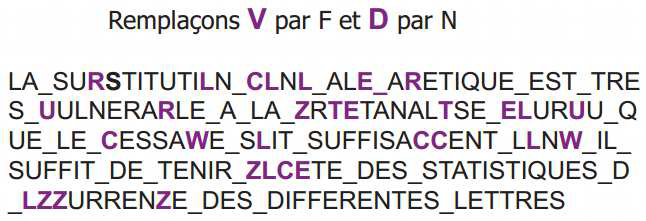 Remplaçons V par F et D par N
LA_SURSTITUTILN_CLNL_ALE_ARETIQUE_EST_TRE
S_UULNERARLE_A_LA_ZRTETANALTSE_ELURUU_Q
UE_LE_CESSAWE_SLIT_SUFFISACCENT_LLNW_IL_
SUFFIT_DE_TENIR_ZLCETE_DES_STATISTIQUES_D
_LZZURRENZE_DES_DIFFERENTES_LETTRES